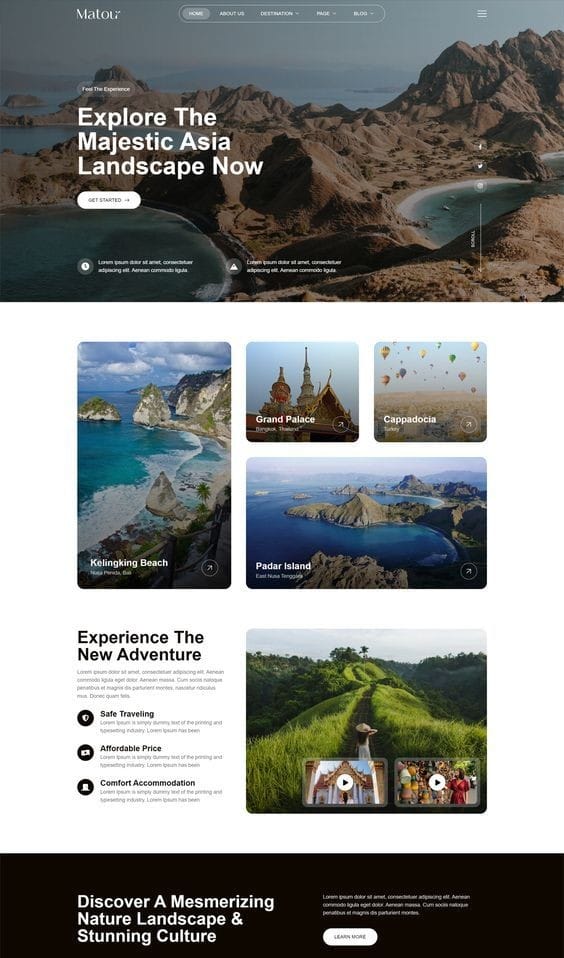 Matour
HOME
ABOUT US
DESTINATION
PAGE
BLOG
Feel The Experience
Explore The
Majestic Asia
Landscape Now
GET STARTED
SCROLL
Lorem ipsum dolor sit amet, consectetuer
adipiscing elit. Aenean commodo ligula.
Lorem ipsum dolor sit amet, consectetuer
adipiscing elit. Aenean commodo ligula.
Grand Palace
Bangkok, Thailand
Cappadocia
Turkey
Kelingking Beach
Nusa Penida, Bali
Padar Island
East Nusa Tenggara
Experience The
New Adventure
Lorem ipsum dolor sit amet, consectetuer adipiscing elit. Aenean
commodo ligula eget dolor. Aenean massa. Cum sociis natoque
penatibus et magnis dis parturient montes, nascetur ridiculus
mus. Donec quam felis.
Safe Traveling
Lorem Ipsum is simply dummy text of the printing and
typesetting industry. Lorem Ipsum has been
Affordable Price
Lorem Ipsum is simply dummy text of the printing and
typesetting industry. Lorem Ipsum has been
Comfort Accommodation
Lorem Ipsum is simply dummy text of the printing and
typesetting industry. Lorem Ipsum has been
Discover A Mesmerizing
Nature Landscape &
Stunning Culture
Lorem ipsum dolor sit amet, consectetuer adipiscing elit.
Aenean commodo ligula eget dolor. Aenean massa. Cum
sociis natoque penatibus et magnis dis parturient montes.
LEARN MORE